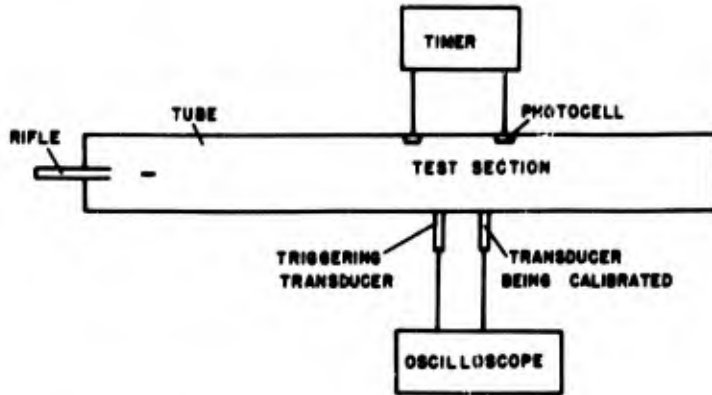 TIMER
TUBE
PHOTOCELL
RIFLE
TEST SECTION
TRIGGERING
TRANSDUCER
TRANSDUCER
BEING CALIBRATED
OSCILLOSCOPE